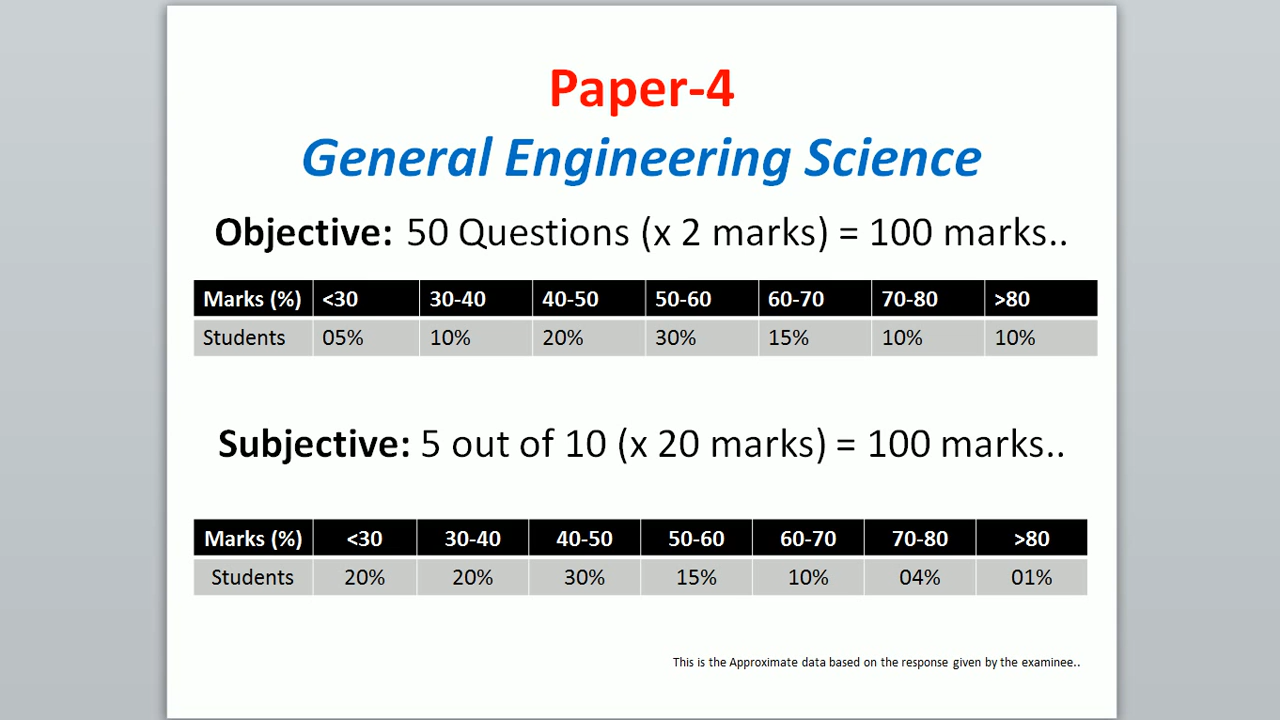 Paper-4
General Engineering Science
Objective: 50 Questions (x 2 marks) = 100 marks..
Marks (%) <30 30-40 40-50 50-60 60-70 70-80 >80
Students 05% 10% 20% 30% 15% 10% 10%
Subjective: 5 out of 10 (x 20 marks) = 100 marks..
Marks (%) <30 30-40 40-50 50-60 60-70 70-80 >80
Students 20% 20% 30% 15% 10% 04% 01%
This is the Approximate data based on the response given by the examinee..